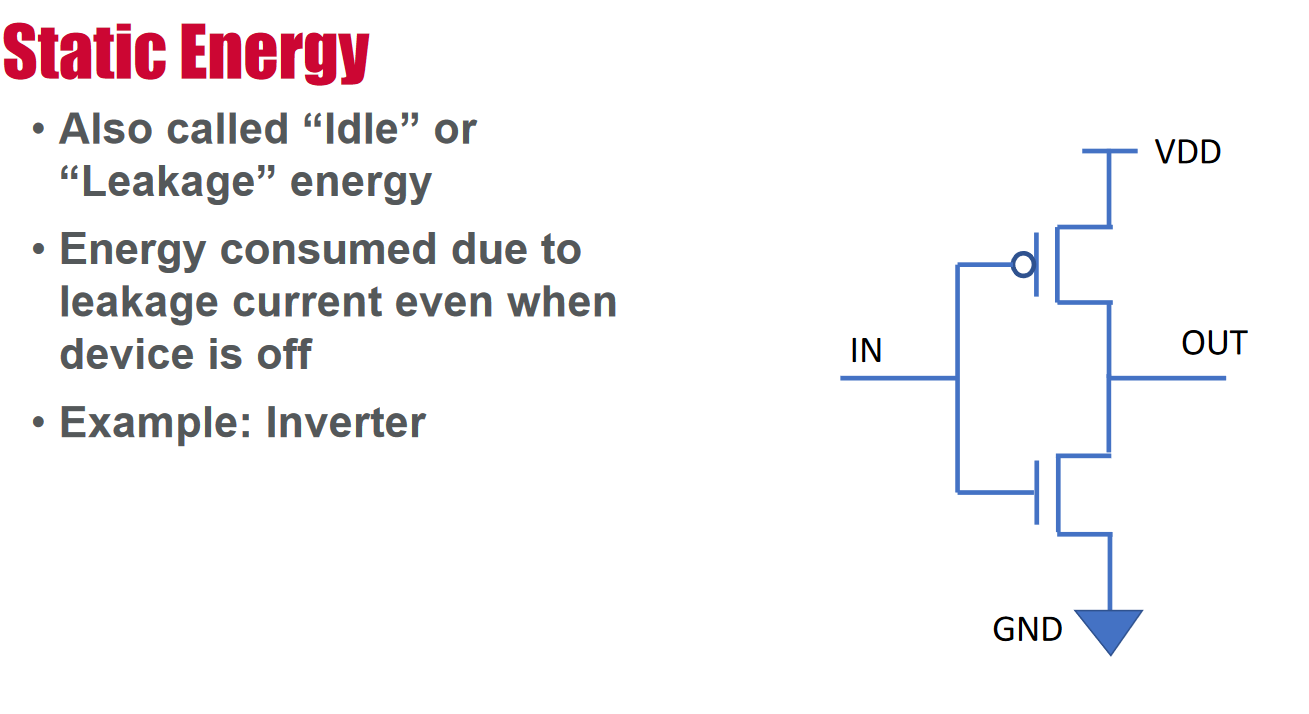 Static Energy
• Also called “Idle” or
“Leakage” energy
• Energy consumed due to
leakage current even when
device is off
• Example: Inverter
VDD
IN
OUT
GND